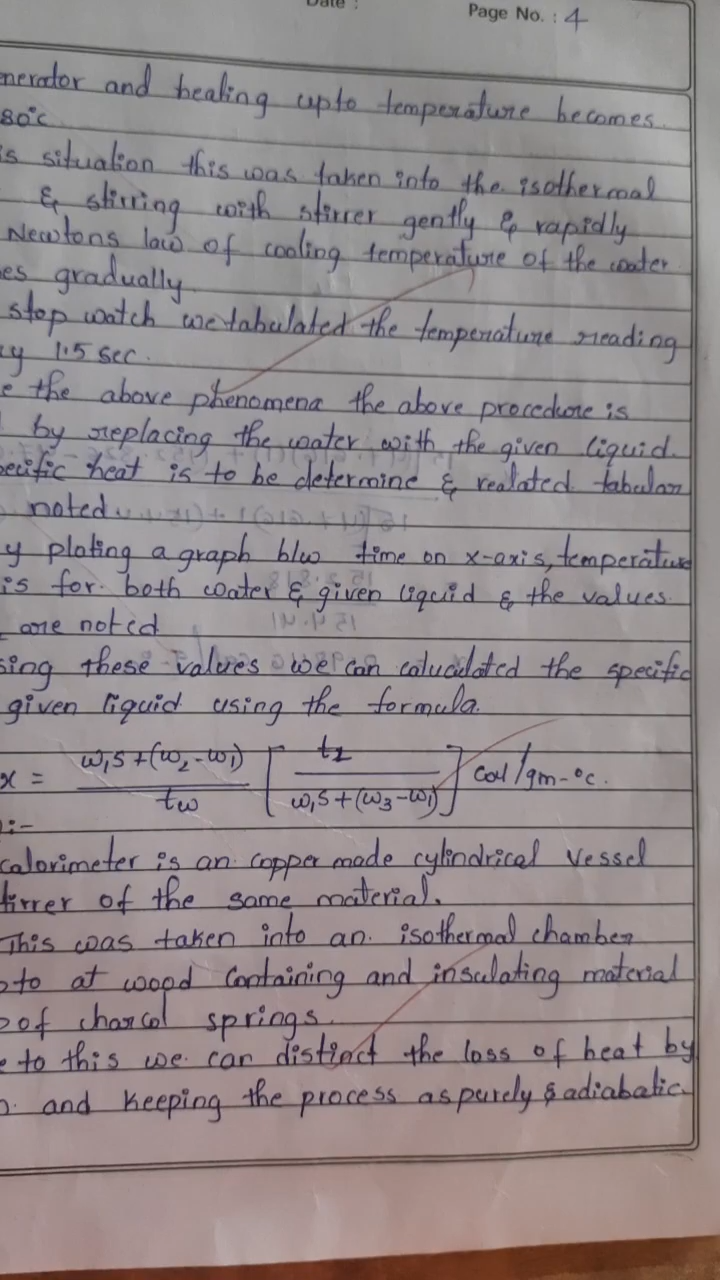 Date : Page No. : 4
nerator and heating upto temperature becomes
80°c
is situation this was taken into the isothermal
& stirring with stirrer gently & rapidly
Newtons law of cooling temperature of the water
es gradually
stop watch we tabulated the temperature reading
ry 1.5 sec.
e the above phenomena the above procedure is
by replacing the water with the given liquid.
pecific heat is to be determine & realated tabular
noted
y ploting a graph blw time on x-axis, temperature
is for both water & given liquid & the values
are noted
sing these values we can caluculated the specific
given liquid using the formula.
x = w₁s+(w₂-w₁) / tw [ t₂ / w₁s+(w₃-w₁) ] cal/gm-°c.
:-
calorimeter is an copper made cylindrical vessel
tirrer of the same material.
This was taken into an isothermal chamber
pto at wood containing and insulating material
of charcol springs.
e to this we can distinct the loss of heat by
n and keeping the process as purely & adiabatic